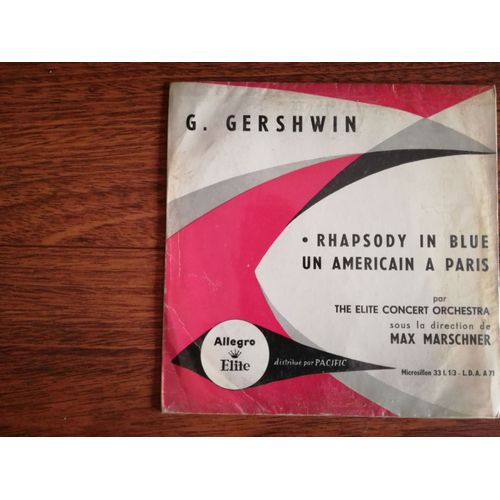 G. GERSHWIN
• RHAPSODY IN BLUE
UN AMERICAIN A PARIS
par
THE ELITE CONCERT ORCHESTRA
sous la direction de
MAX MARSCHNER
Allegro
Elite
distribué par PACIFIC
Microsillon 33 t. 1/3 - L.D.A. A 71